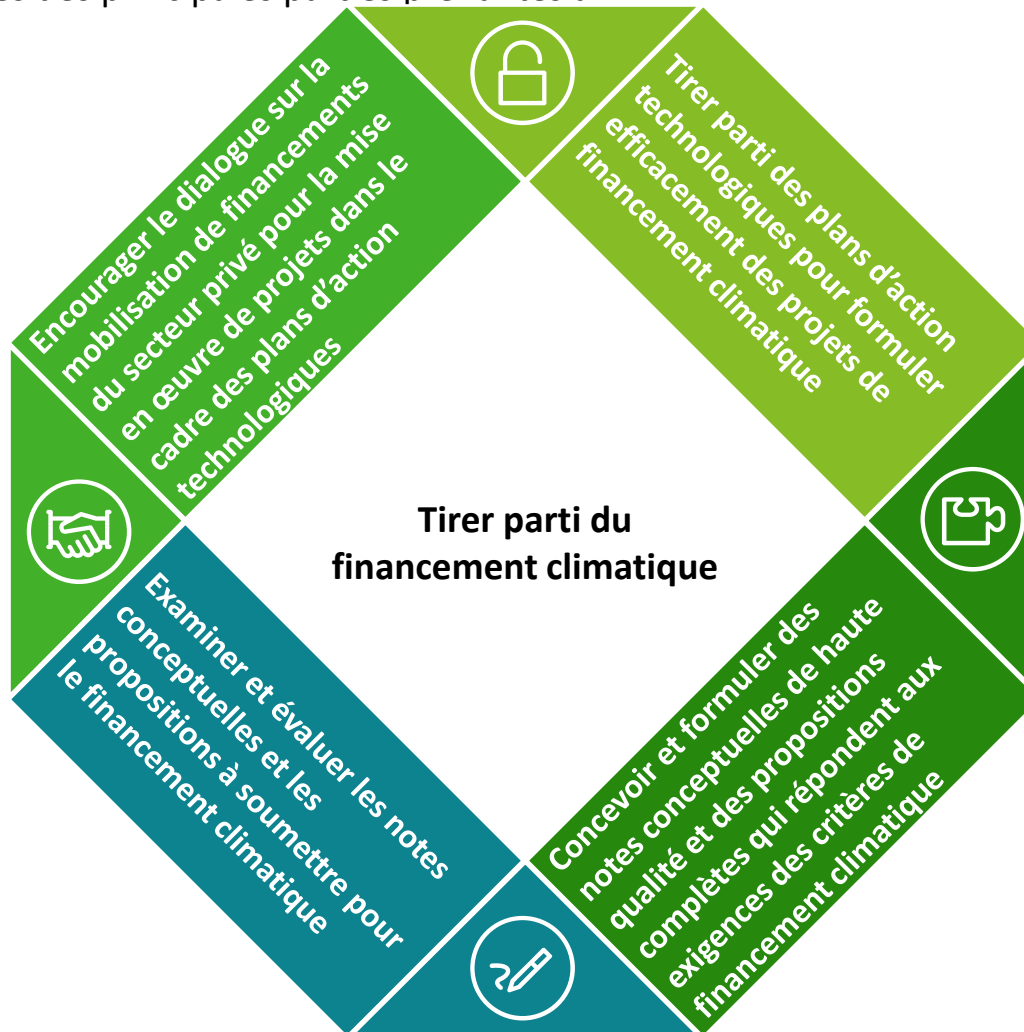 Encourager le dialogue sur la
mobilisation de financements
du secteur privé pour la mise
en œuvre de projets dans le
cadre des plans d'action
technologiques
Tirer parti des plans d'action
technologiques pour formuler
efficacement des projets de
financement climatique
Tirer parti du
financement climatique
Examiner et évaluer les notes
conceptuelles et les
propositions à soumettre pour
le financement climatique
Concevoir et formuler des
notes conceptuelles de haute
qualité et des propositions
complètes qui répondent aux
exigences des critères de
financement climatique